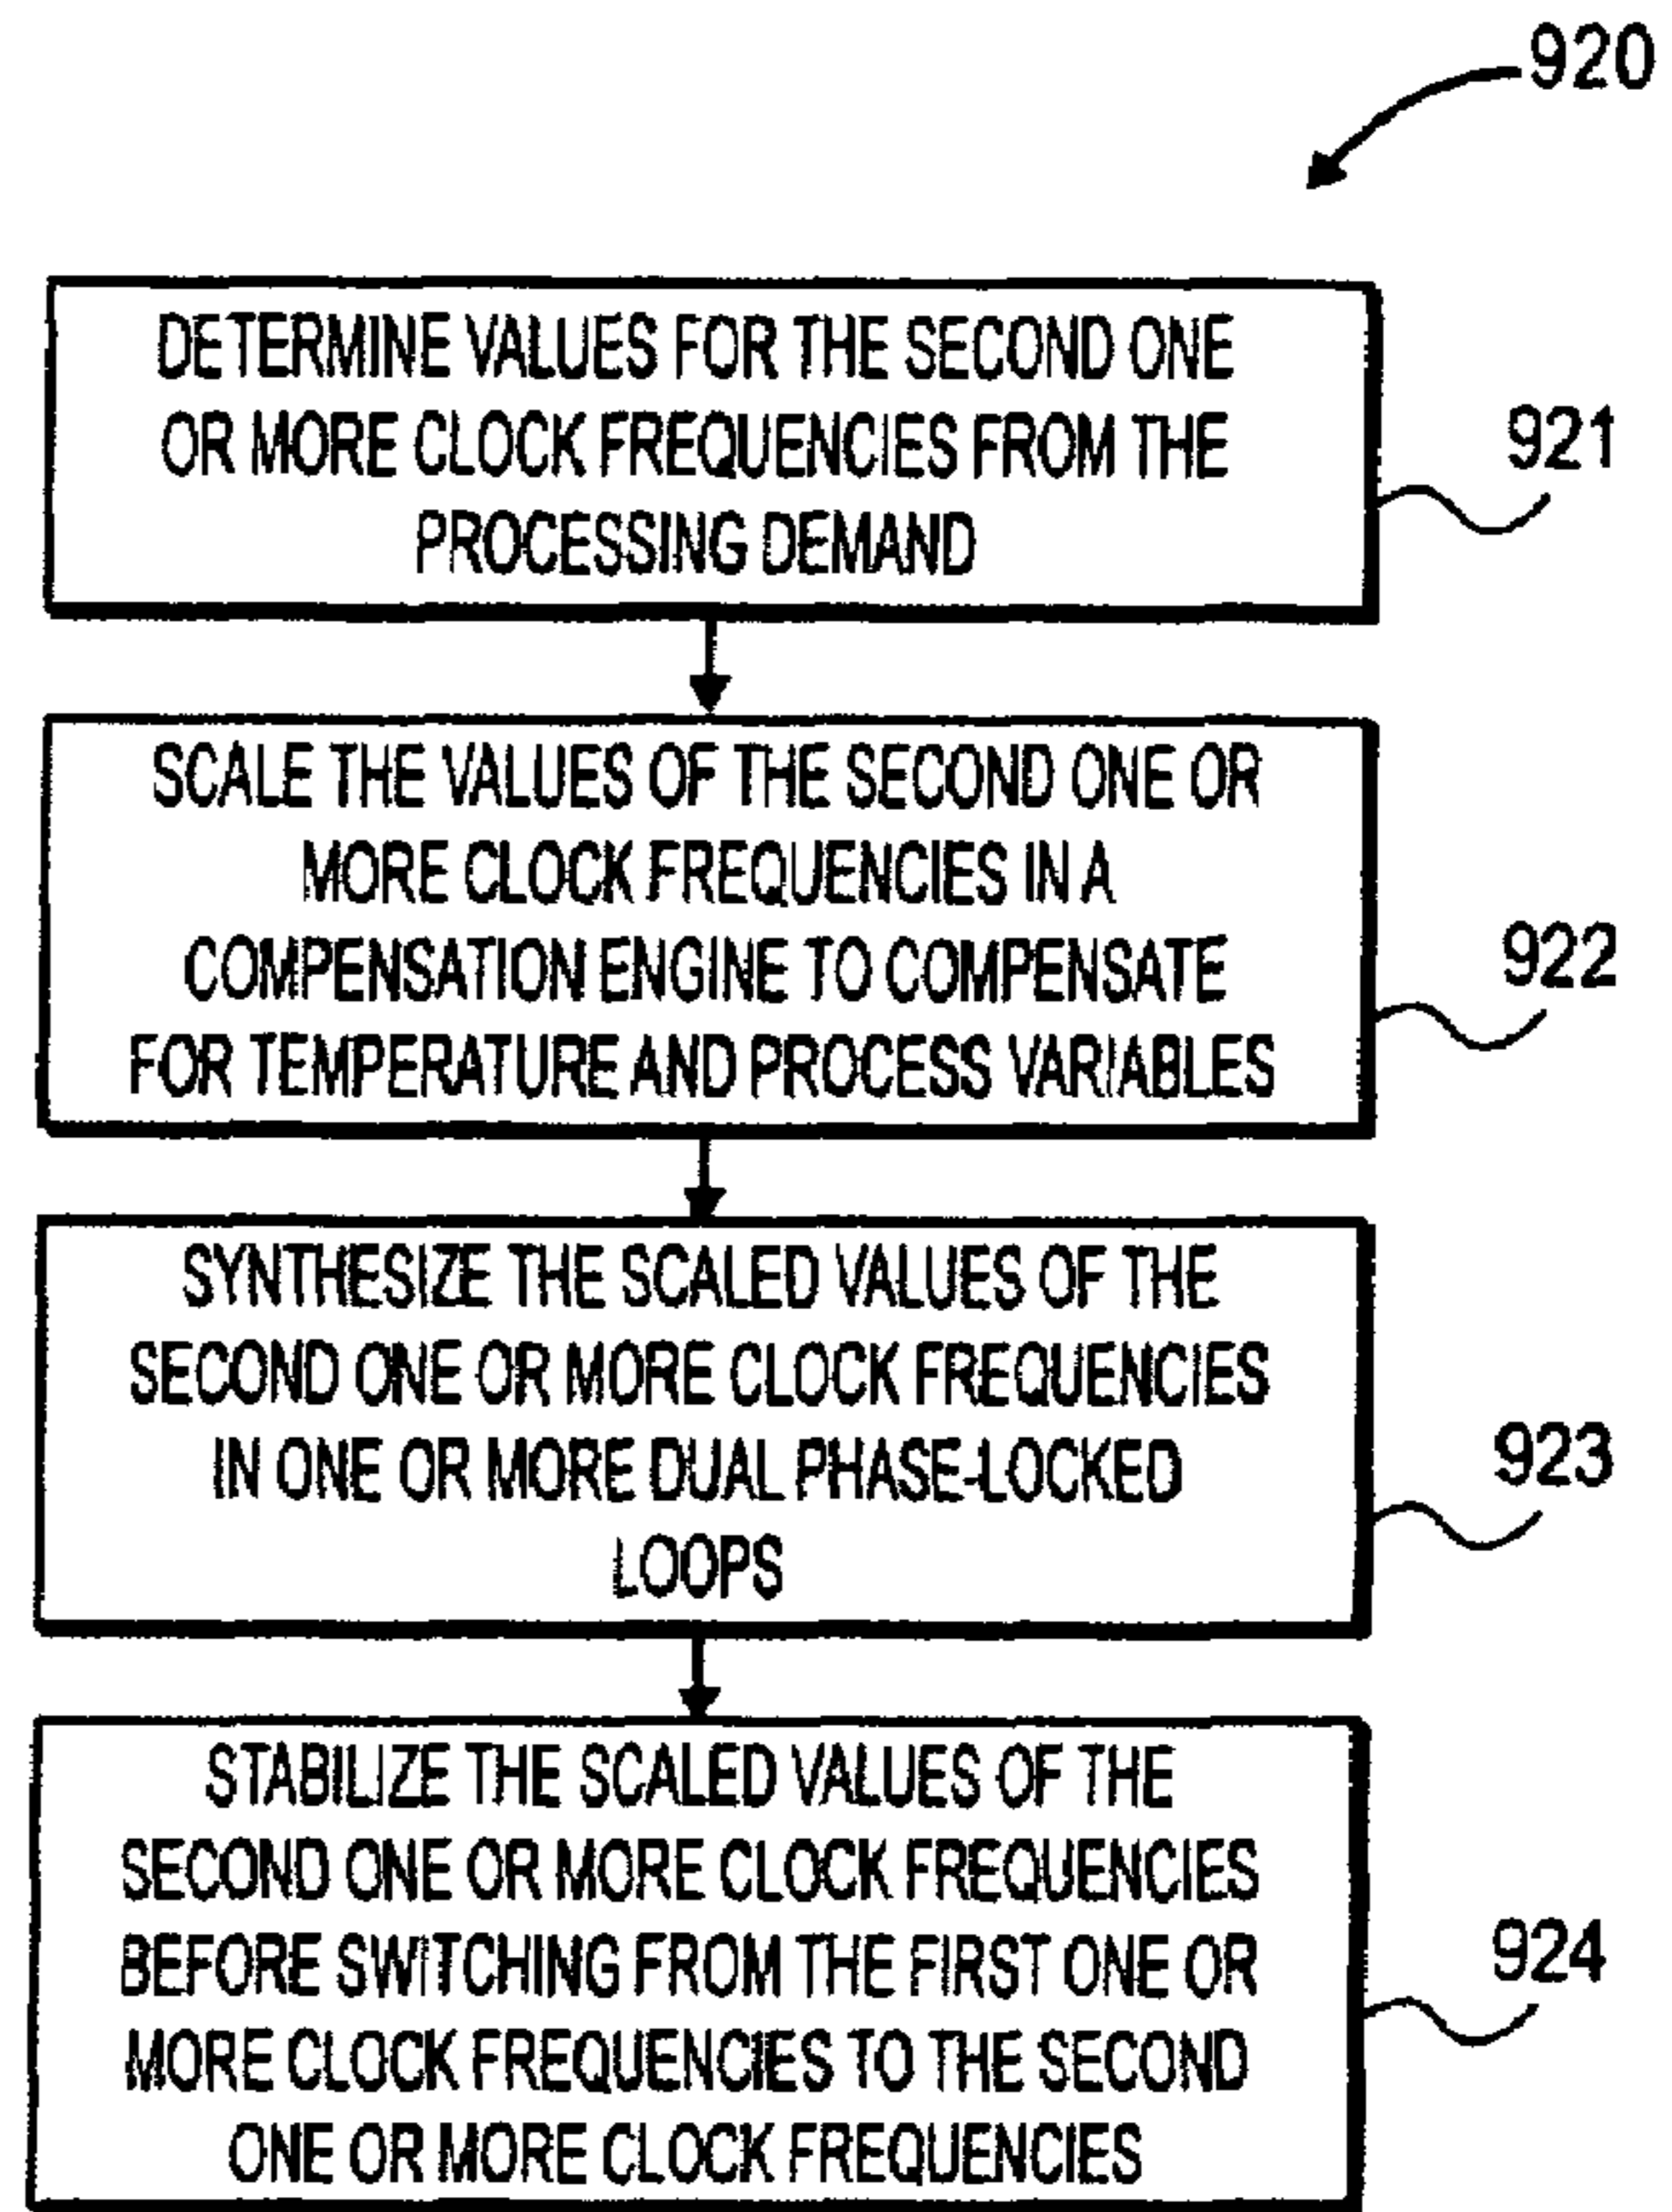 920
DETERMINE VALUES FOR THE SECOND ONE
OR MORE CLOCK FREQUENCIES FROM THE
PROCESSING DEMAND
921
SCALE THE VALUES OF THE SECOND ONE OR
MORE CLOCK FREQUENCIES IN A
COMPENSATION ENGINE TO COMPENSATE
FOR TEMPERATURE AND PROCESS VARIABLES
922
SYNTHESIZE THE SCALED VALUES OF THE
SECOND ONE OR MORE CLOCK FREQUENCIES
IN ONE OR MORE DUAL PHASE-LOCKED
LOOPS
923
STABILIZE THE SCALED VALUES OF THE
SECOND ONE OR MORE CLOCK FREQUENCIES
BEFORE SWITCHING FROM THE FIRST ONE OR
MORE CLOCK FREQUENCIES TO THE SECOND
ONE OR MORE CLOCK FREQUENCIES
924